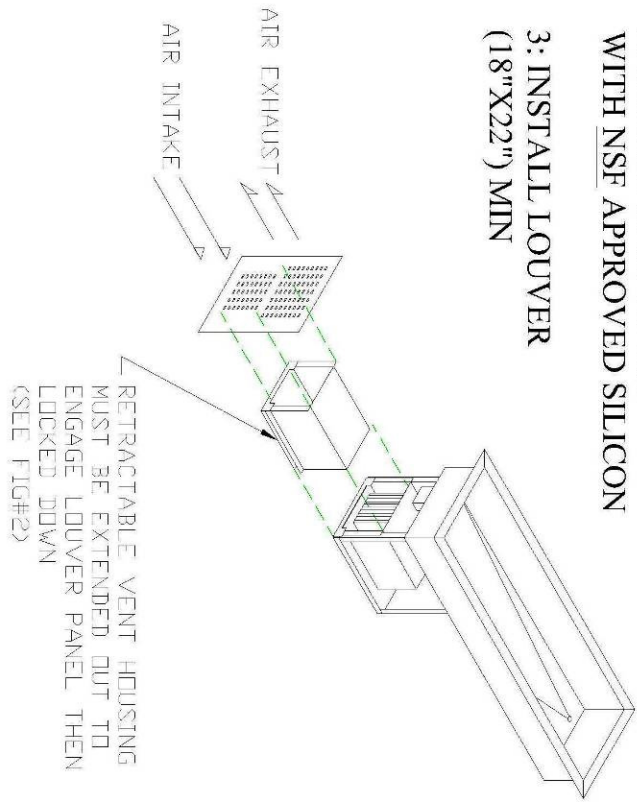 WITH NSF APPROVED SILICON
3: INSTALL LOUVER
(18"X22") MIN
AIR EXHAUST
AIR INTAKE
RETRACTABLE VENT HOUSING
MUST BE EXTENDED OUT TO
ENGAGE LOUVER PANEL THEN
LOCKED DOWN
(SEE FIG#2)